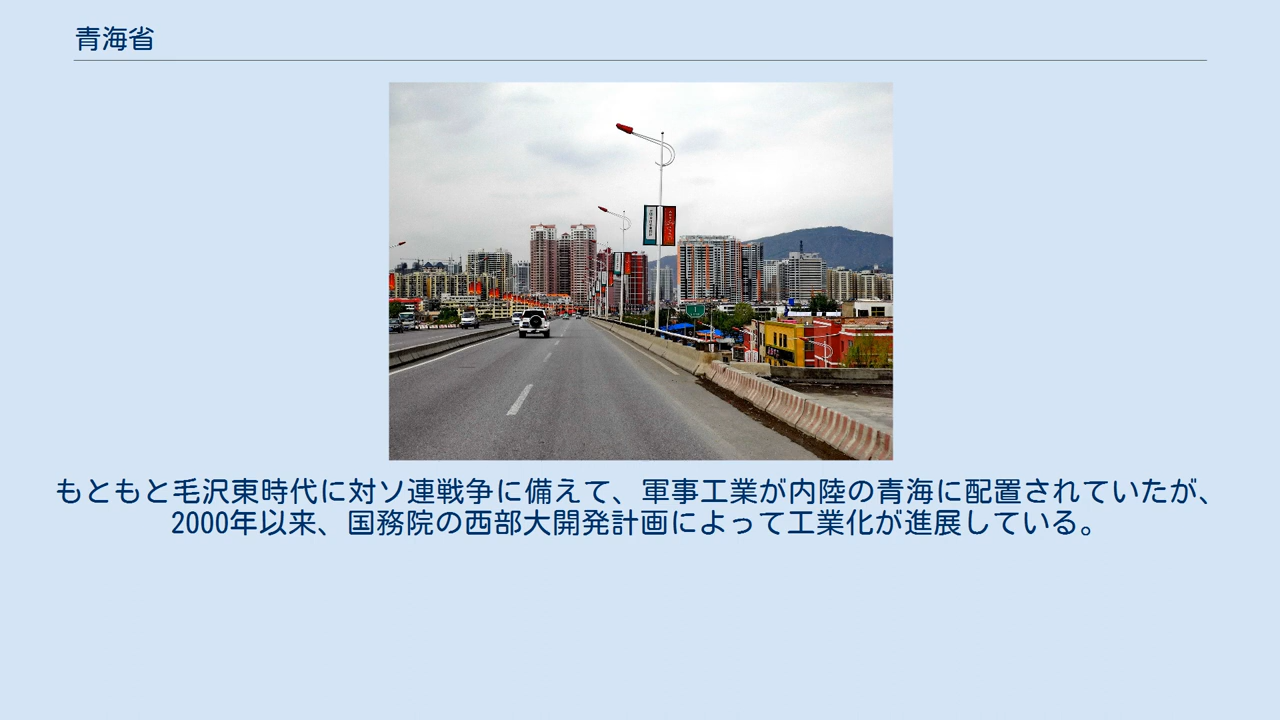 青海省
もともと毛沢東時代に対ソ連戦争に備えて、軍事工業が内陸の青海に配置されていたが、
2000年以来、国務院の西部大開発計画によって工業化が進展している。